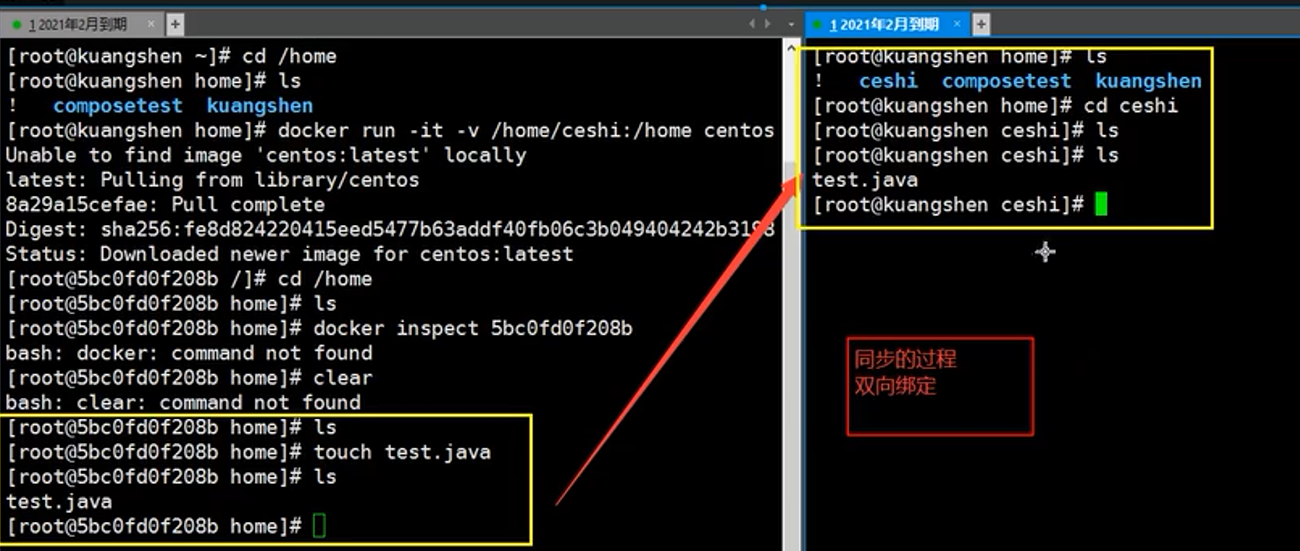 1 2021年2月到期 × +
[root@kuangshen ~]# cd /home
[root@kuangshen home]# ls
! composetest kuangshen
[root@kuangshen home]# docker run -it -v /home/ceshi:/home centos
Unable to find image 'centos:latest' locally
latest: Pulling from library/centos
8a29a15cefae: Pull complete
Digest: sha256:fe8d824220415eed5477b63addf40fb06c3b049404242b3198
Status: Downloaded newer image for centos:latest
[root@5bc0fd0f208b /]# cd /home
[root@5bc0fd0f208b home]# ls
[root@5bc0fd0f208b home]# docker inspect 5bc0fd0f208b
bash: docker: command not found
[root@5bc0fd0f208b home]# clear
bash: clear: command not found
[root@5bc0fd0f208b home]# ls
[root@5bc0fd0f208b home]# touch test.java
[root@5bc0fd0f208b home]# ls
test.java
[root@5bc0fd0f208b home]#
1 2021年2月到期 × +
[root@kuangshen home]# ls
! ceshi composetest kuangshen
[root@kuangshen home]# cd ceshi
[root@kuangshen ceshi]# ls
[root@kuangshen ceshi]# ls
test.java
[root@kuangshen ceshi]#
同步的过程
双向绑定